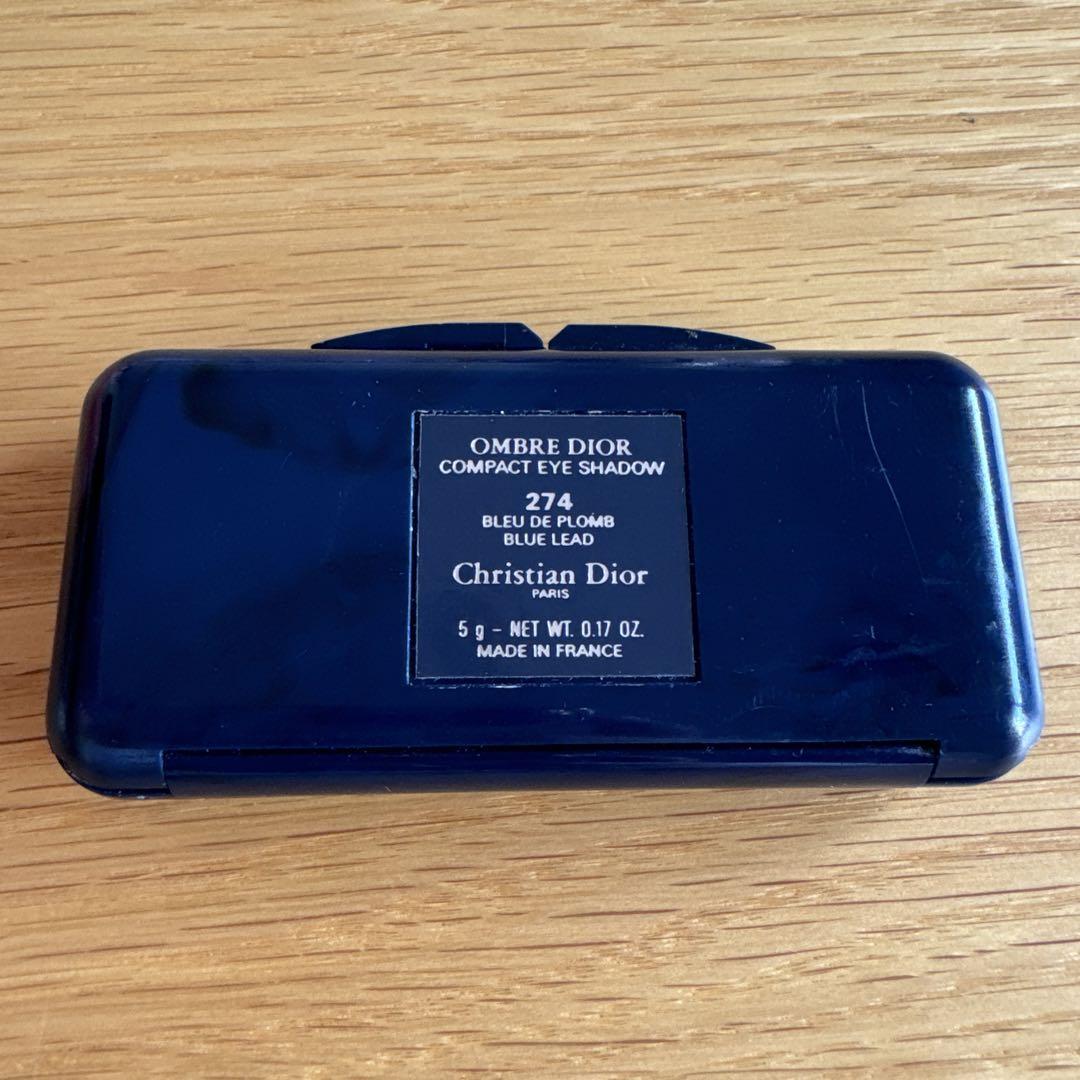 OMBRE DIOR
COMPACT EYE SHADOW
274
BLEU DE PLOMB
BLUE LEAD
Christian Dior
PARIS
5 g - NET WT. 0.17 OZ.
MADE IN FRANCE